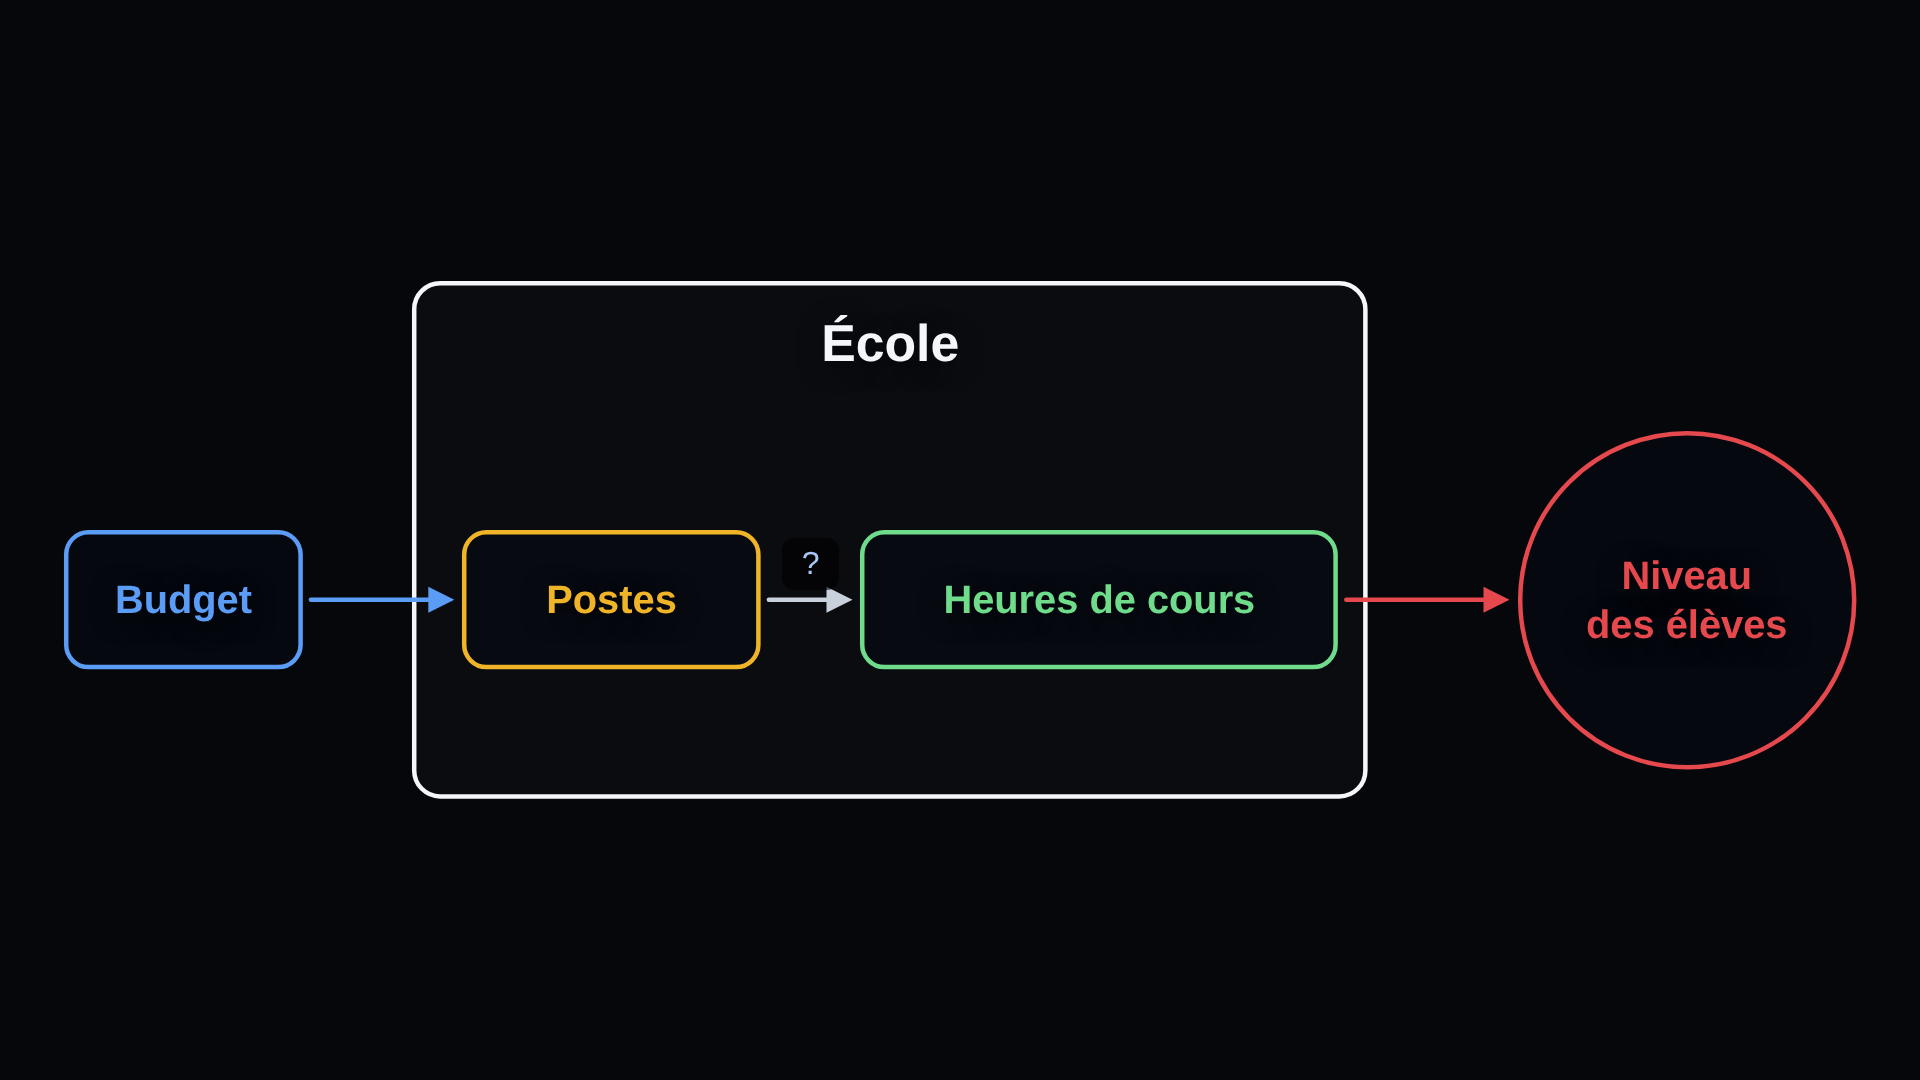 École
Budget
Postes
?
Heures de cours
Niveau
des élèves